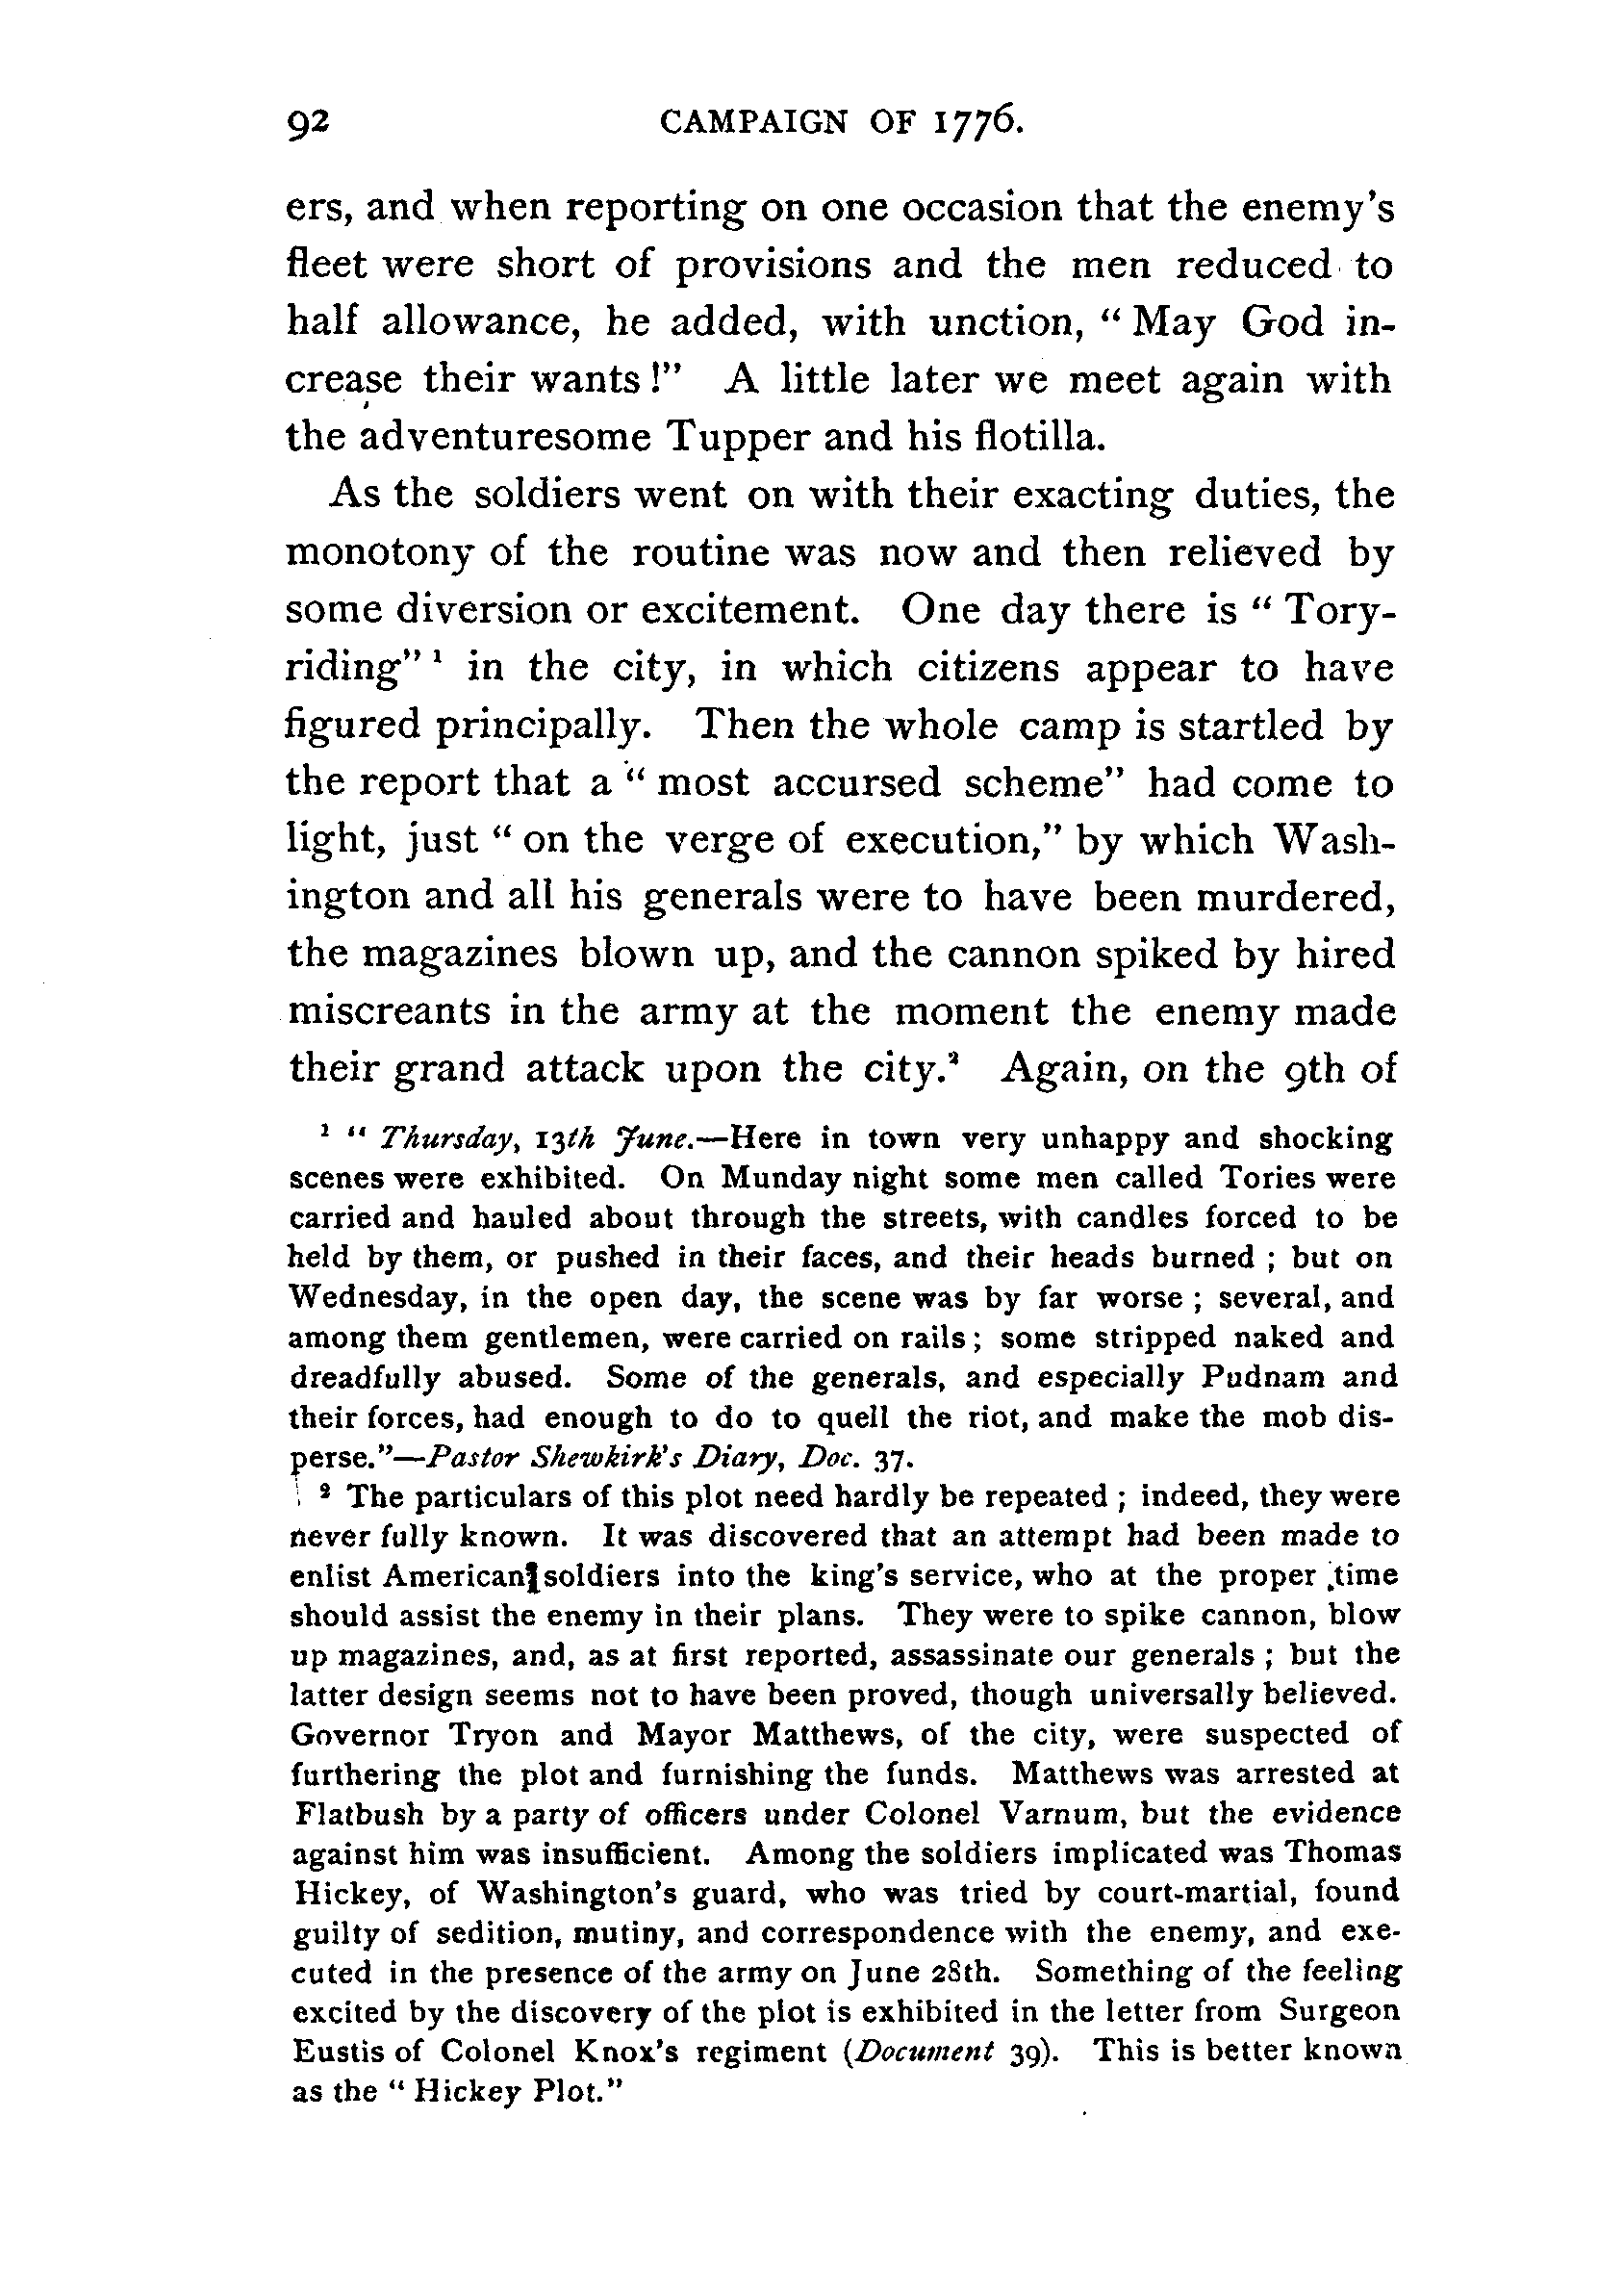 92 CAMPAIGN OF 1776.
ers, and when reporting on one occasion that the enemy's
fleet were short of provisions and the men reduced to
half allowance, he added, with unction, "May God in-
crease their wants!" A little later we meet again with
the adventuresome Tupper and his flotilla.
As the soldiers went on with their exacting duties, the
monotony of the routine was now and then relieved by
some diversion or excitement. One day there is "Tory-
riding"¹ in the city, in which citizens appear to have
figured principally. Then the whole camp is startled by
the report that a "most accursed scheme" had come to
light, just "on the verge of execution," by which Wash-
ington and all his generals were to have been murdered,
the magazines blown up, and the cannon spiked by hired
miscreants in the army at the moment the enemy made
their grand attack upon the city.² Again, on the 9th of
¹ "Thursday, 13th June.—Here in town very unhappy and shocking
scenes were exhibited. On Munday night some men called Tories were
carried and hauled about through the streets, with candles forced to be
held by them, or pushed in their faces, and their heads burned; but on
Wednesday, in the open day, the scene was by far worse; several, and
among them gentlemen, were carried on rails; some stripped naked and
dreadfully abused. Some of the generals, and especially Pudnam and
their forces, had enough to do to quell the riot, and make the mob dis-
perse."—Pastor Shewkirk's Diary, Doc. 37.
² The particulars of this plot need hardly be repeated; indeed, they were
never fully known. It was discovered that an attempt had been made to
enlist American soldiers into the king's service, who at the proper time
should assist the enemy in their plans. They were to spike cannon, blow
up magazines, and, as at first reported, assassinate our generals; but the
latter design seems not to have been proved, though universally believed.
Governor Tryon and Mayor Matthews, of the city, were suspected of
furthering the plot and furnishing the funds. Matthews was arrested at
Flatbush by a party of officers under Colonel Varnum, but the evidence
against him was insufficient. Among the soldiers implicated was Thomas
Hickey, of Washington's guard, who was tried by court-martial, found
guilty of sedition, mutiny, and correspondence with the enemy, and exe-
cuted in the presence of the army on June 28th. Something of the feeling
excited by the discovery of the plot is exhibited in the letter from Surgeon
Eustis of Colonel Knox's regiment (Document 39). This is better known
as the "Hickey Plot."